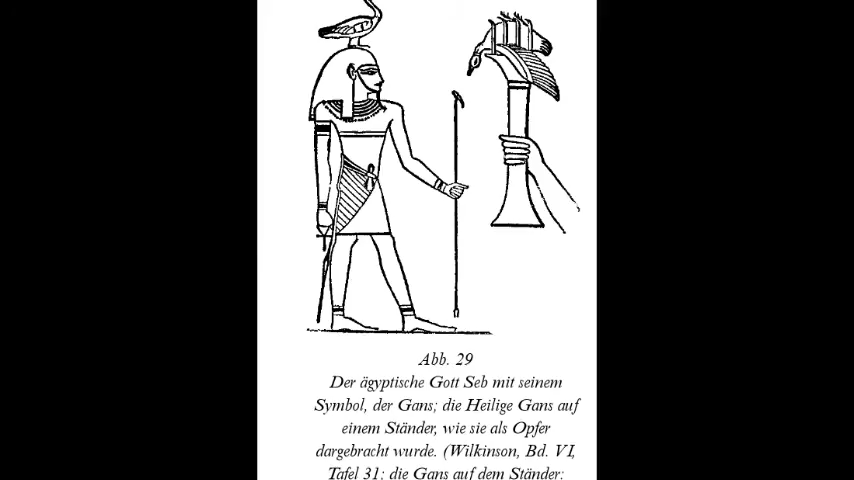 Abb. 29
Der ägyptische Gott Seb mit seinem
Symbol, der Gans; die Heilige Gans auf
einem Ständer, wie sie als Opfer
dargebracht wurde. (Wilkinson, Bd. VI,
Tafel 31; die Gans auf dem Ständer: